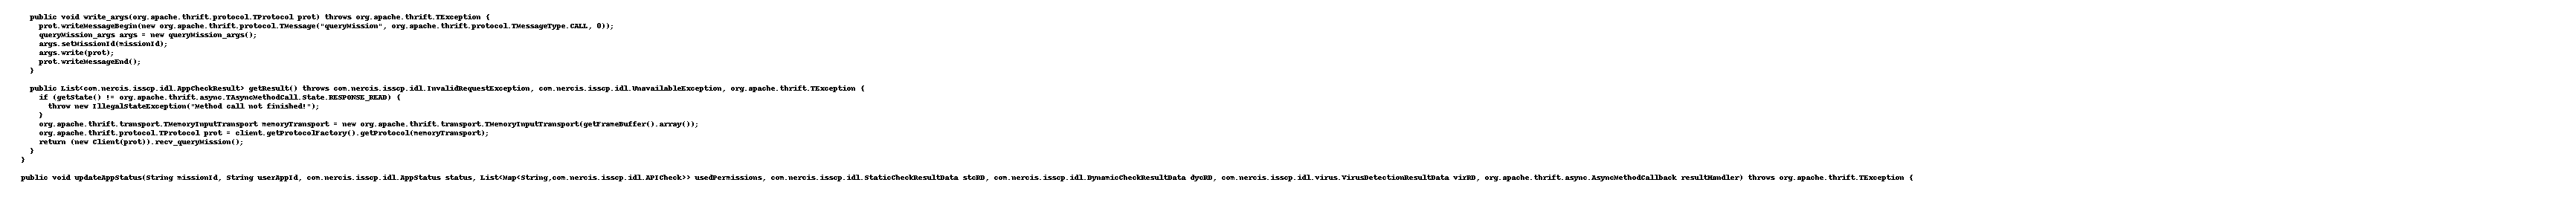 public void write_args(org.apache.thrift.protocol.TProtocol prot) throws org.apache.thrift.TException {
prot.writeMessageBegin(new org.apache.thrift.protocol.TMessage("queryMission", org.apache.thrift.protocol.TMessageType.CALL, 0));
queryMission_args args = new queryMission_args();
args.setMissionId(missionId);
args.write(prot);
prot.writeMessageEnd();
}
public List<com.nercis.isscp.idl.AppCheckResult> getResult() throws com.nercis.isscp.idl.InvalidRequestException, com.nercis.isscp.idl.UnavailableException, org.apache.thrift.TException {
if (getState() != org.apache.thrift.async.TAsyncMethodCall.State.RESPONSE_READ) {
throw new IllegalStateException("Method call not finished!");
}
org.apache.thrift.transport.TMemoryInputTransport memoryTransport = new org.apache.thrift.transport.TMemoryInputTransport(getFrameBuffer().array());
org.apache.thrift.protocol.TProtocol prot = client.getProtocolFactory().getProtocol(memoryTransport);
return (new Client(prot)).recv_queryMission();
}
}
public void updateAppStatus(String missionId, String userAppId, com.nercis.isscp.idl.AppStatus status, List<Map<String,com.nercis.isscp.idl.APICheck>> usedPermissions, com.nercis.isscp.idl.StaticCheckResultData stcRD, com.nercis.isscp.idl.DynamicCheckResultData dycRD, com.nercis.isscp.idl.virus.VirusDetectionResultData virRD, org.apache.thrift.async.AsyncMethodCallback resultHandler) throws org.apache.thrift.TException {